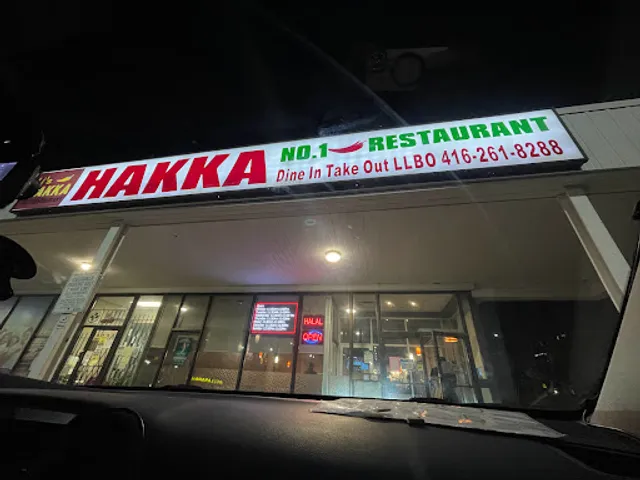 HAKKA
HAKKA NO.1 RESTAURANT
Dine In Take Out LLBO 416-261-8288
HALAL
OPEN